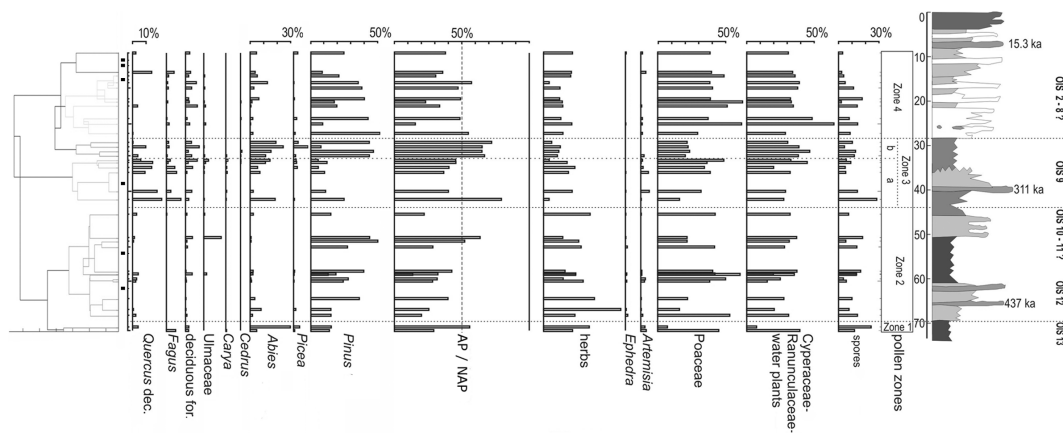 10%
30%
50%
50%
50%
50%
30%
0
10
20
30
40
50
60
70
15.3 ka
311 ka
437 ka
OIS 2 - 8 ?
OIS 9
OIS 10 - 11 ?
OIS 12
OIS 13
Zone 4
Zone 3
b
a
Zone 2
Zone 1
Quercus dec.
Fagus
deciduous for.
Ulmaceae
Carya
Cedrus
Abies
Picea
Pinus
AP / NAP
herbs
Ephedra
Artemisia
Poaceae
Cyperaceae-
Ranunculaceae-
water plants
spores
pollen zones